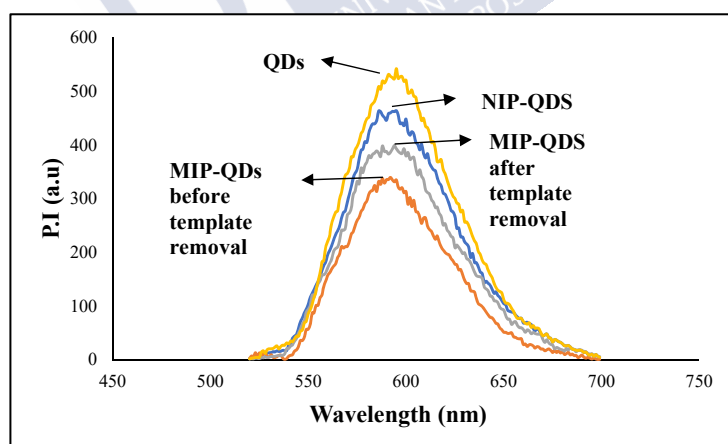 600
500
400
300
200
100
0
P.I (a.u)
QDs
NIP-QDS
MIP-QDS
after
template
removal
MIP-QDs
before
template
removal
450
500
550
600
650
700
750
Wavelength (nm)